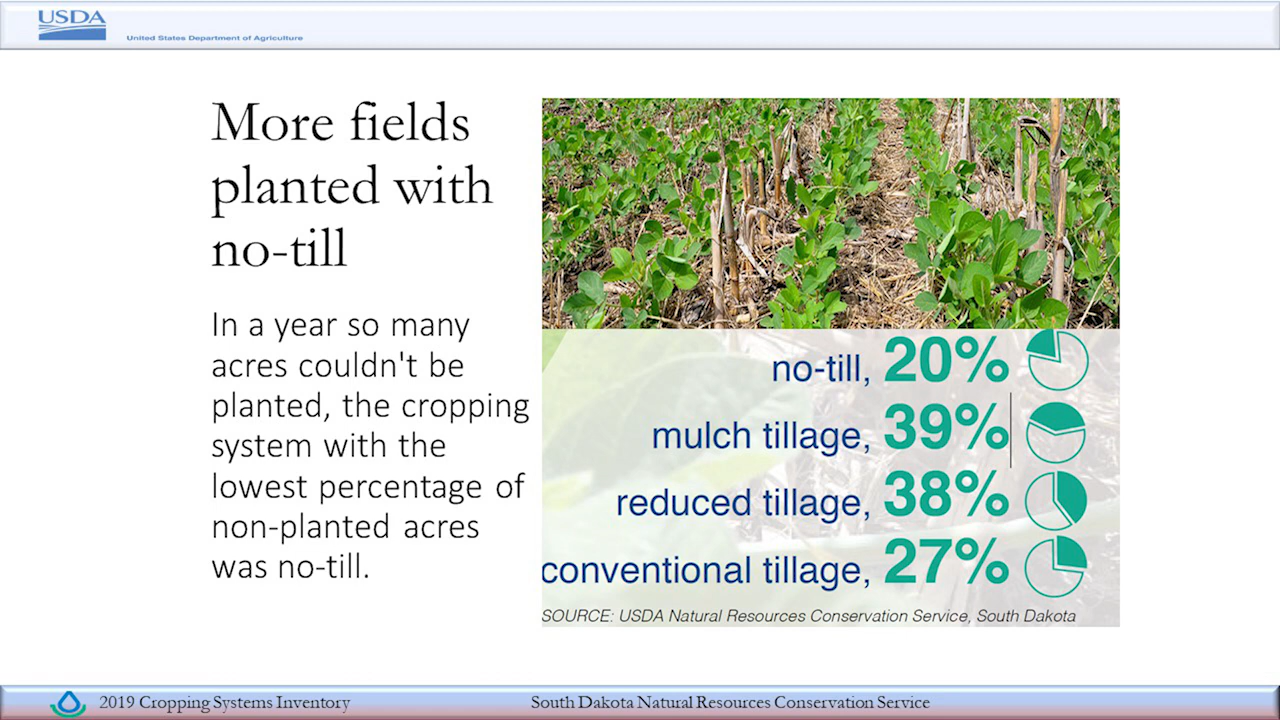 USDA
United States Department of Agriculture
More fields
planted with
no-till
In a year so many
acres couldn't be
planted, the cropping
system with the
lowest percentage of
non-planted acres
was no-till.
no-till, 20%
mulch tillage, 39%
reduced tillage, 38%
conventional tillage, 27%
SOURCE: USDA Natural Resources Conservation Service, South Dakota
2019 Cropping Systems Inventory
South Dakota Natural Resources Conservation Service